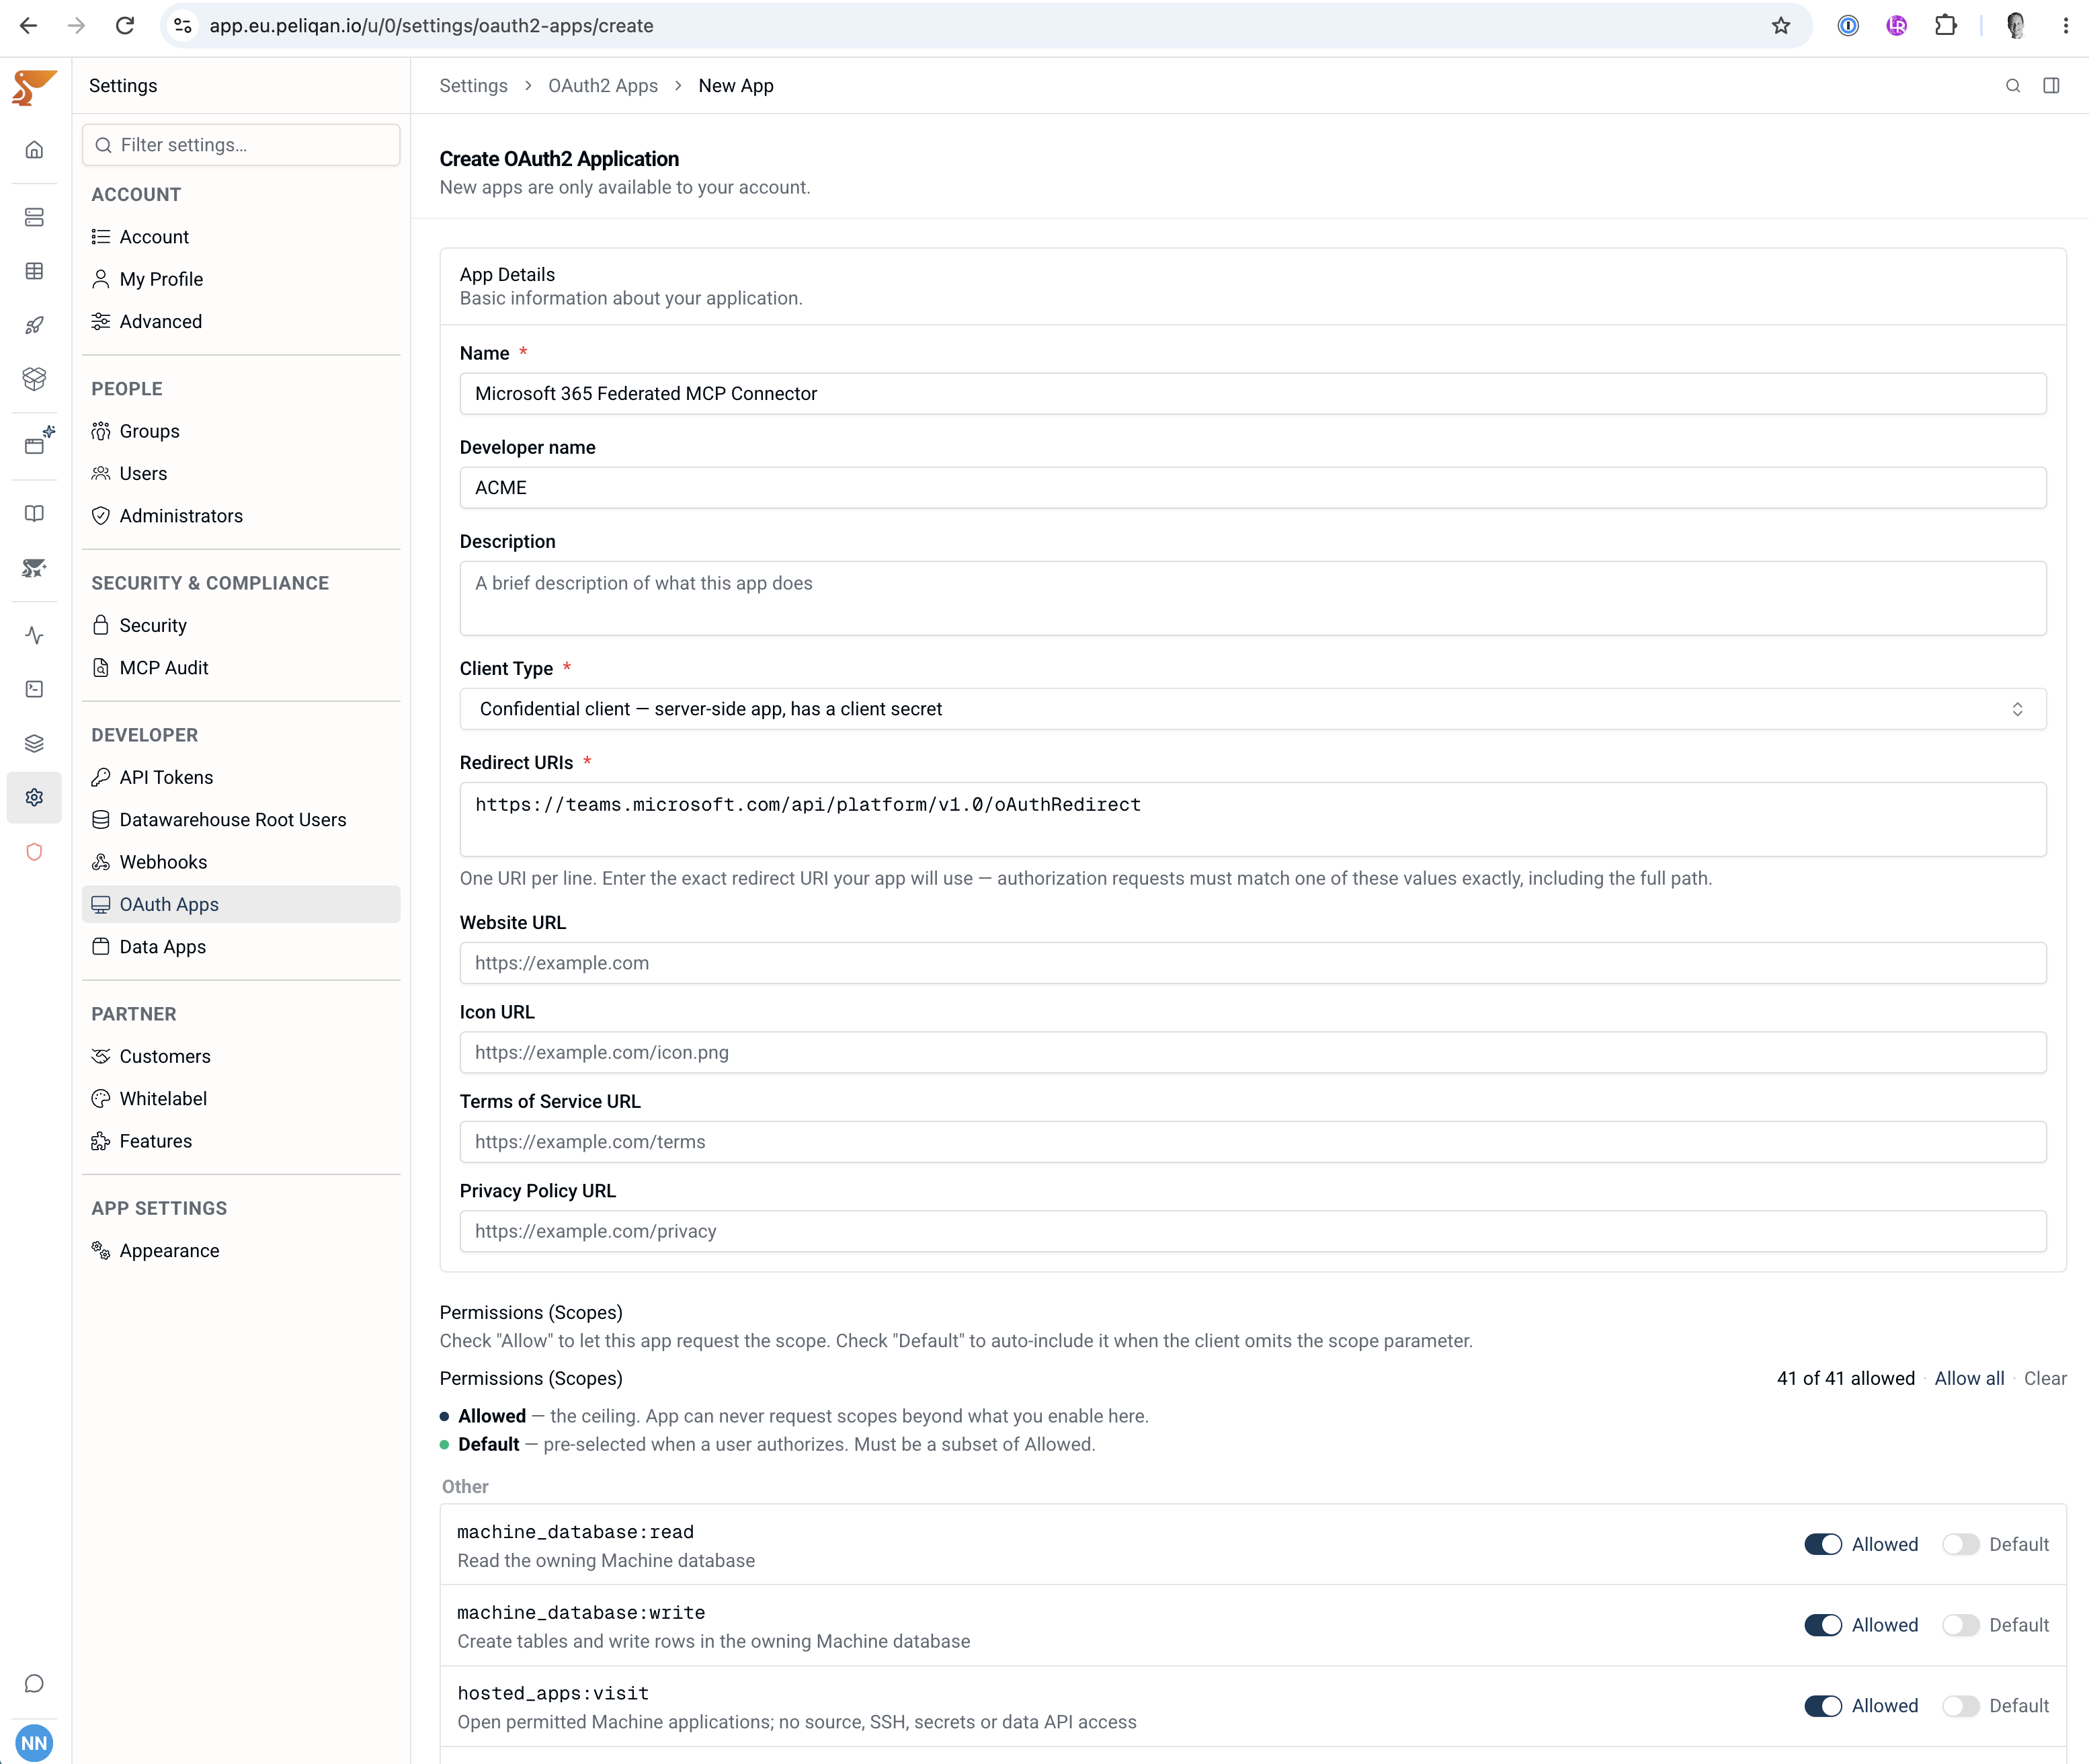 app.eu.peliqan.io/u/0/settings/oauth2-apps/create
Settings
Filter settings...
ACCOUNT
Account
My Profile
Advanced
PEOPLE
Groups
Users
Administrators
SECURITY & COMPLIANCE
Security
MCP Audit
DEVELOPER
API Tokens
Datawarehouse Root Users
Webhooks
OAuth Apps
Data Apps
PARTNER
Customers
Whitelabel
Features
APP SETTINGS
Appearance
NN
Settings > OAuth2 Apps > New App
Create OAuth2 Application
New apps are only available to your account.
App Details
Basic information about your application.
Name *
Microsoft 365 Federated MCP Connector
Developer name
ACME
Description
A brief description of what this app does
Client Type *
Confidential client — server-side app, has a client secret
Redirect URIs *
https://teams.microsoft.com/api/platform/v1.0/oAuthRedirect
One URI per line. Enter the exact redirect URI your app will use — authorization requests must match one of these values exactly, including the full path.
Website URL
https://example.com
Icon URL
https://example.com/icon.png
Terms of Service URL
https://example.com/terms
Privacy Policy URL
https://example.com/privacy
Permissions (Scopes)
Check "Allow" to let this app request the scope. Check "Default" to auto-include it when the client omits the scope parameter.
Permissions (Scopes) 41 of 41 allowed · Allow all · Clear
Allowed — the ceiling. App can never request scopes beyond what you enable here.
Default — pre-selected when a user authorizes. Must be a subset of Allowed.
Other
machine_database:read
Read the owning Machine database
Allowed Default
machine_database:write
Create tables and write rows in the owning Machine database
Allowed Default
hosted_apps:visit
Open permitted Machine applications; no source, SSH, secrets or data API access
Allowed Default